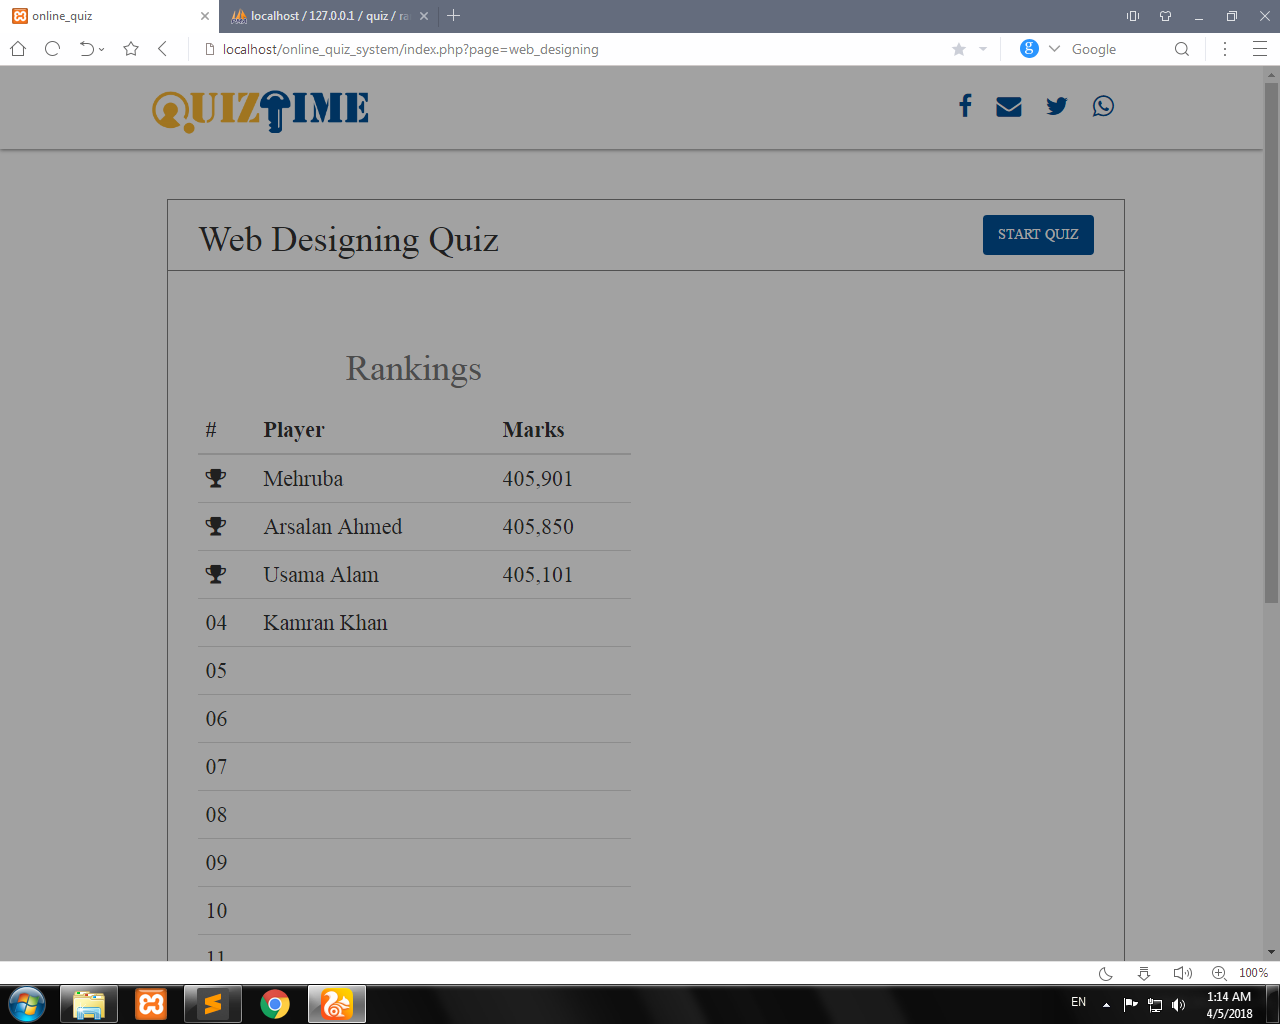 online_quiz
localhost / 127.0.0.1 / quiz / ra
localhost/online_quiz_system/index.php?page=web_designing
Google
QUIZTIME
Web Designing Quiz
START QUIZ
Rankings
# Player Marks
Mehruba 405,901
Arsalan Ahmed 405,850
Usama Alam 405,101
04 Kamran Khan
05
06
07
08
09
10
11
100%
EN
1:14 AM
4/5/2018